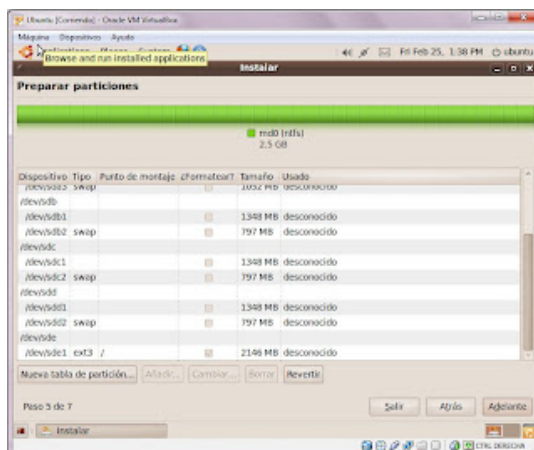 Ubuntu [Corriendo] - Oracle VM VirtualBox
Máquina Dispositivos Ayuda
Applications Places System Fri Feb 25, 1:38 PM ubuntu
Browse and run installed applications
Instalar
Preparar particiones
md0 (ntfs)
2.5 GB
Dispositivo Tipo Punto de montaje ¿Formatear? Tamaño Usado
/dev/sda3 swap 1052 MB desconocido
/dev/sdb
/dev/sdb1 1348 MB desconocido
/dev/sdb2 swap 797 MB desconocido
/dev/sdc
/dev/sdc1 1348 MB desconocido
/dev/sdc2 swap 797 MB desconocido
/dev/sdd
/dev/sdd1 1348 MB desconocido
/dev/sdd2 swap 797 MB desconocido
/dev/sde
/dev/sde1 ext3 / 2146 MB desconocido
Nueva tabla de partición... Añadir... Cambiar... Borrar Revertir
Paso 5 de 7 Salir Atrás Adelante
Instalar
CTRL DERECHA